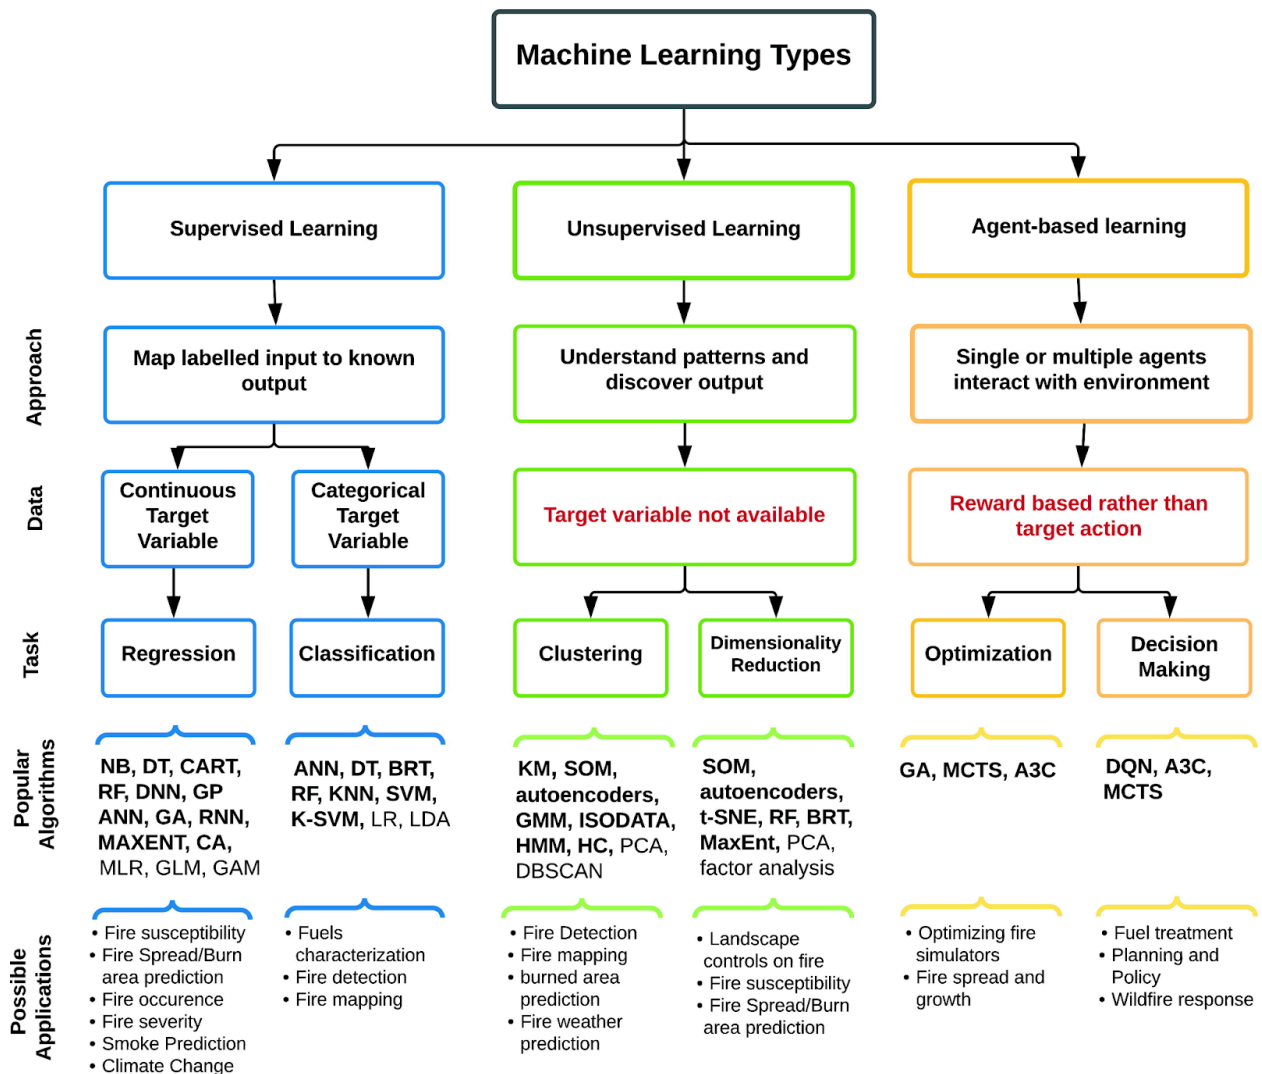 Machine Learning Types
Supervised Learning
Unsupervised Learning
Agent-based learning
Approach
Map labelled input to known
output
Understand patterns and
discover output
Single or multiple agents
interact with environment
Data
Continuous
Target
Variable
Categorical
Target
Variable
Target variable not available
Reward based rather than
target action
Task
Regression
Classification
Clustering
Dimensionality
Reduction
Optimization
Decision
Making
Popular
Algorithms
NB, DT, CART,
RF, DNN, GP
ANN, GA, RNN,
MAXENT, CA,
MLR, GLM, GAM
ANN, DT, BRT,
RF, KNN, SVM,
K-SVM, LR, LDA
KM, SOM,
autoencoders,
GMM, ISODATA,
HMM, HC, PCA,
DBSCAN
SOM,
autoencoders,
t-SNE, RF, BRT,
MaxEnt, PCA,
factor analysis
GA, MCTS, A3C
DQN, A3C,
MCTS
Possible
Applications
• Fire susceptibility
• Fire Spread/Burn
area prediction
• Fire occurence
• Fire severity
• Smoke Prediction
• Climate Change
• Fuels
characterization
• Fire detection
• Fire mapping
• Fire Detection
• Fire mapping
• burned area
prediction
• Fire weather
prediction
• Landscape
controls on fire
• Fire susceptibility
• Fire Spread/Burn
area prediction
• Optimizing fire
simulators
• Fire spread and
growth
• Fuel treatment
• Planning and
Policy
• Wildfire response